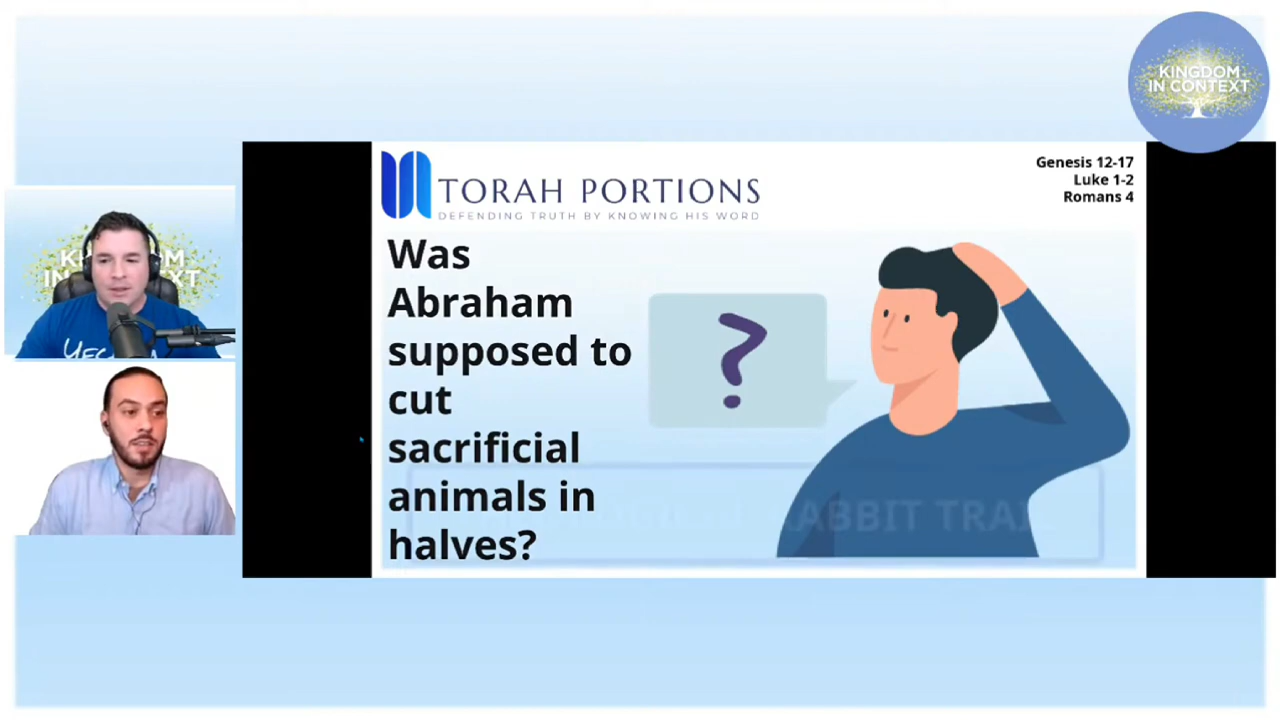 KINGDOM
IN CONTEXT
Genesis 12-17
Luke 1-2
Romans 4
TORAH PORTIONS
DEFENDING TRUTH BY KNOWING HIS WORD
Was
Abraham
supposed to
cut
sacrificial
animals in
halves?
RABBIT